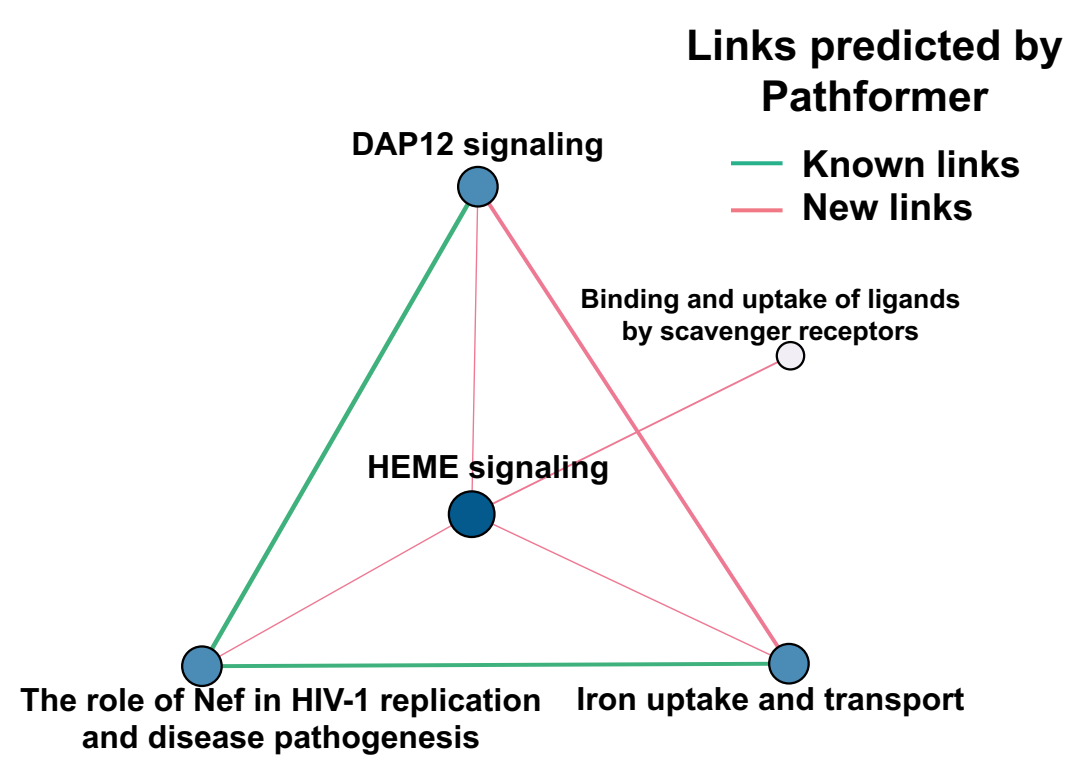 Links predicted by
Pathformer
DAP12 signaling
Known links
New links
Binding and uptake of ligands
by scavenger receptors
HEME signaling
The role of Nef in HIV-1 replication
and disease pathogenesis
Iron uptake and transport